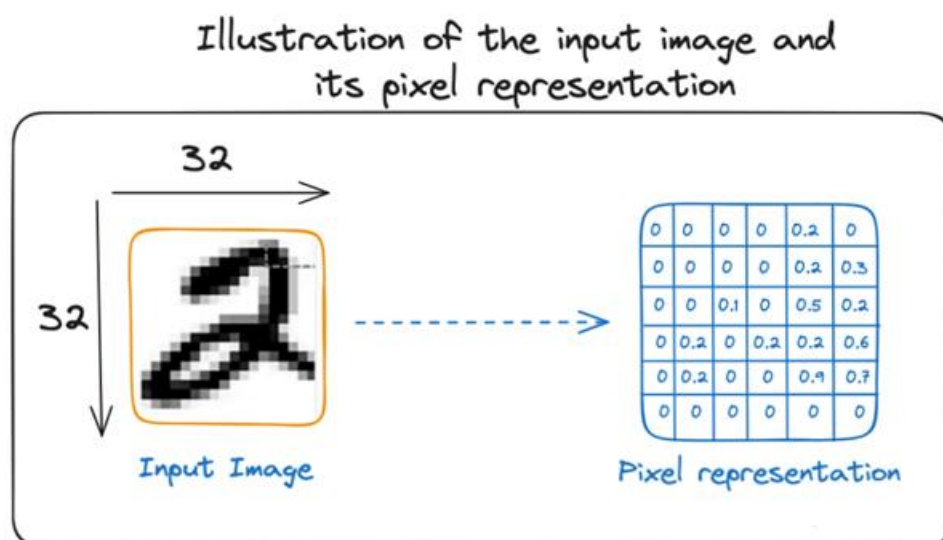 Illustration of the input image and
its pixel representation
32
32
Input Image
0 0 0 0 0.2 0
0 0 0 0 0.2 0.3
0 0 0.1 0 0.5 0.2
0 0.2 0 0.2 0.2 0.6
0 0.2 0 0 0.9 0.7
0 0 0 0 0 0
Pixel representation